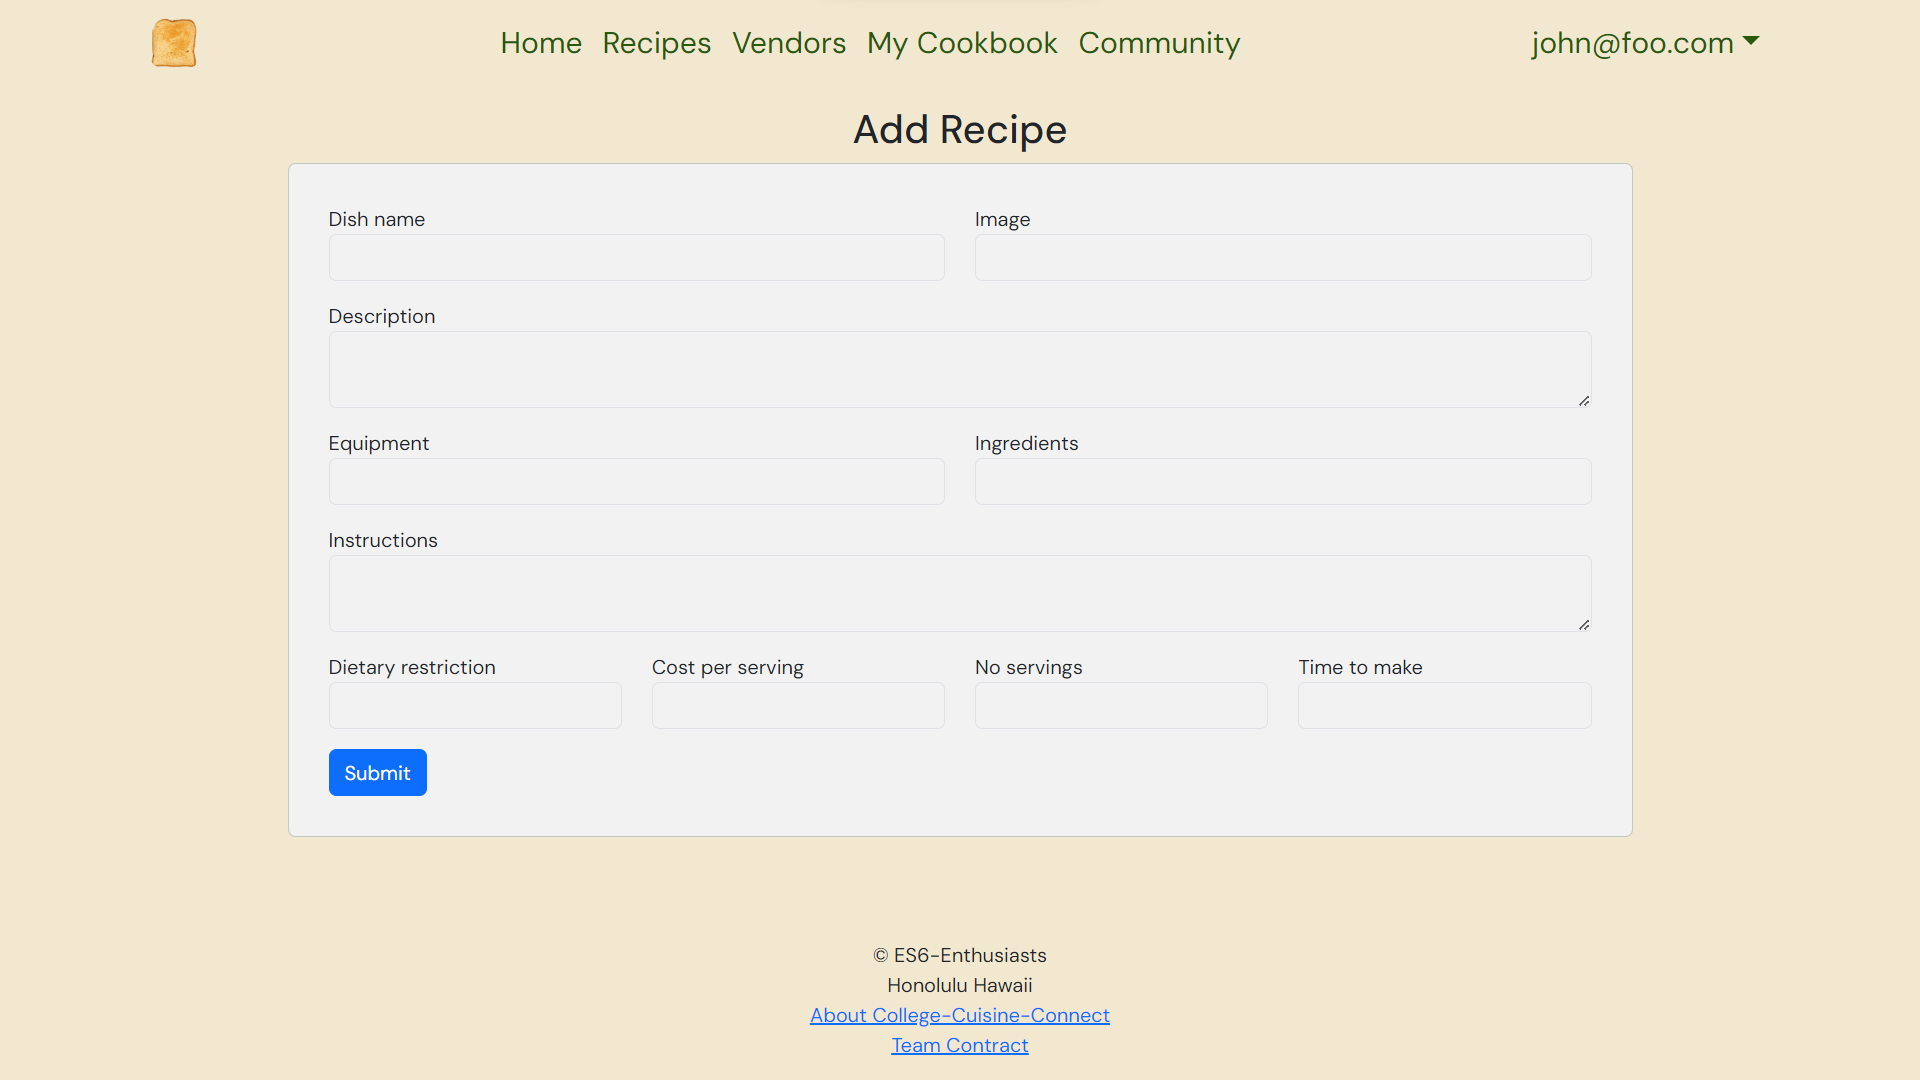 Home Recipes Vendors My Cookbook Community john@foo.com
Add Recipe
Dish name Image
Description
Equipment Ingredients
Instructions
Dietary restriction Cost per serving No servings Time to make
Submit
© ES6-Enthusiasts
Honolulu Hawaii
About College-Cuisine-Connect
Team Contract